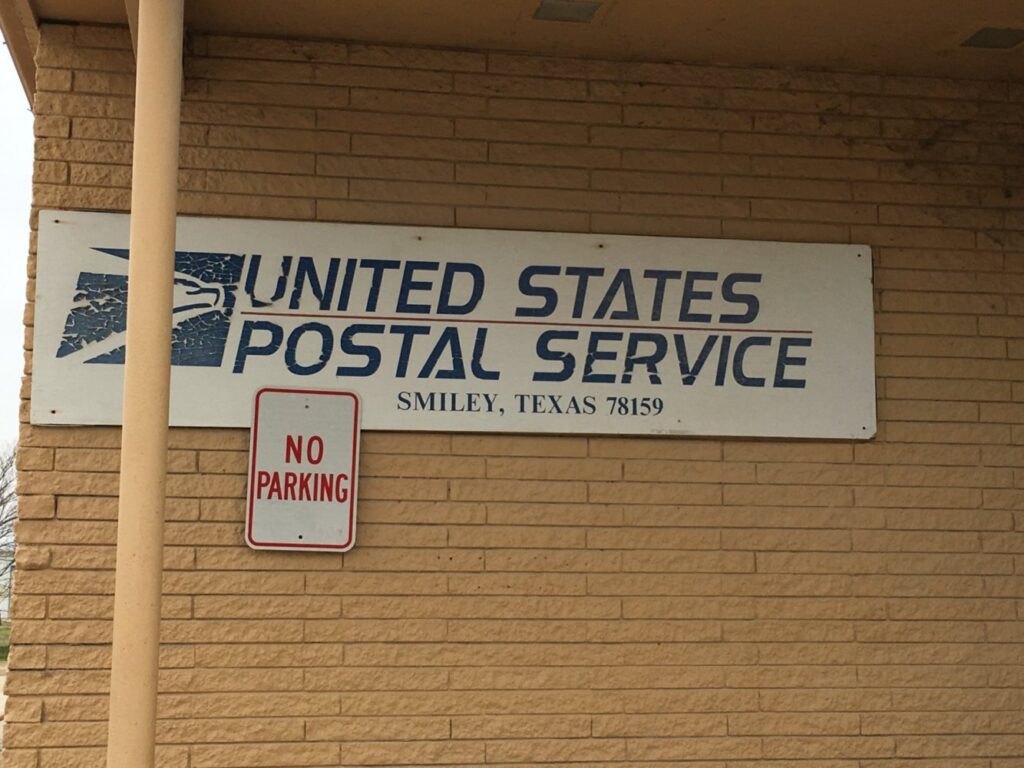 UNITED STATES
POSTAL SERVICE
SMILEY, TEXAS 78159
NO
PARKING